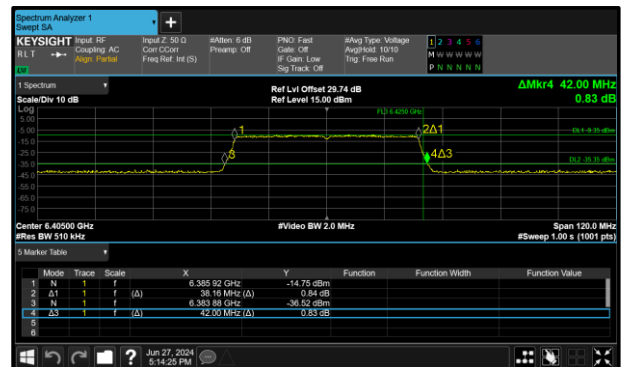 Spectrum Analyzer 1
Swept SA
+
KEYSIGHT Input: RF Input Z: 50 Ω #Atten: 6 dB PNO: Fast #Avg Type: Voltage 1 2 3 4 5 6
RLT Coupling: AC Corr CCorr Preamp: Off Gate: Off Avg|Hold: 10/10 M W W W W W
Align: Partial Freq Ref: Int (S) IF Gain: Low Trig: Free Run
Sig Track: Off P N N N N N
LW
1 Spectrum Ref Lvl Offset 29.74 dB ΔMkr4 42.00 MHz
Scale/Div 10 dB Ref Level 15.00 dBm 0.83 dB
Log
5.00 FL3 6.4250 GHz
-5.00 1 2Δ1 DL1 -9.35 dBm
-15.0
-25.0 3 4Δ3 DL2 -35.35 dBm
-35.0
-45.0
-55.0
-65.0
-75.0
Center 6.40500 GHz #Video BW 2.0 MHz Span 120.0 MHz
#Res BW 510 kHz #Sweep 1.00 s (1001 pts)
5 Marker Table
Mode Trace Scale X Y Function Function Width Function Value
1 N 1 f 6.385 92 GHz -14.75 dBm
2 Δ1 1 f (Δ) 38.16 MHz (Δ) 0.84 dB
3 N 1 f 6.383 88 GHz -36.52 dBm
4 Δ3 1 f (Δ) 42.00 MHz (Δ) 0.83 dB
5
6
? Jun 27, 2024
5:14:25 PM